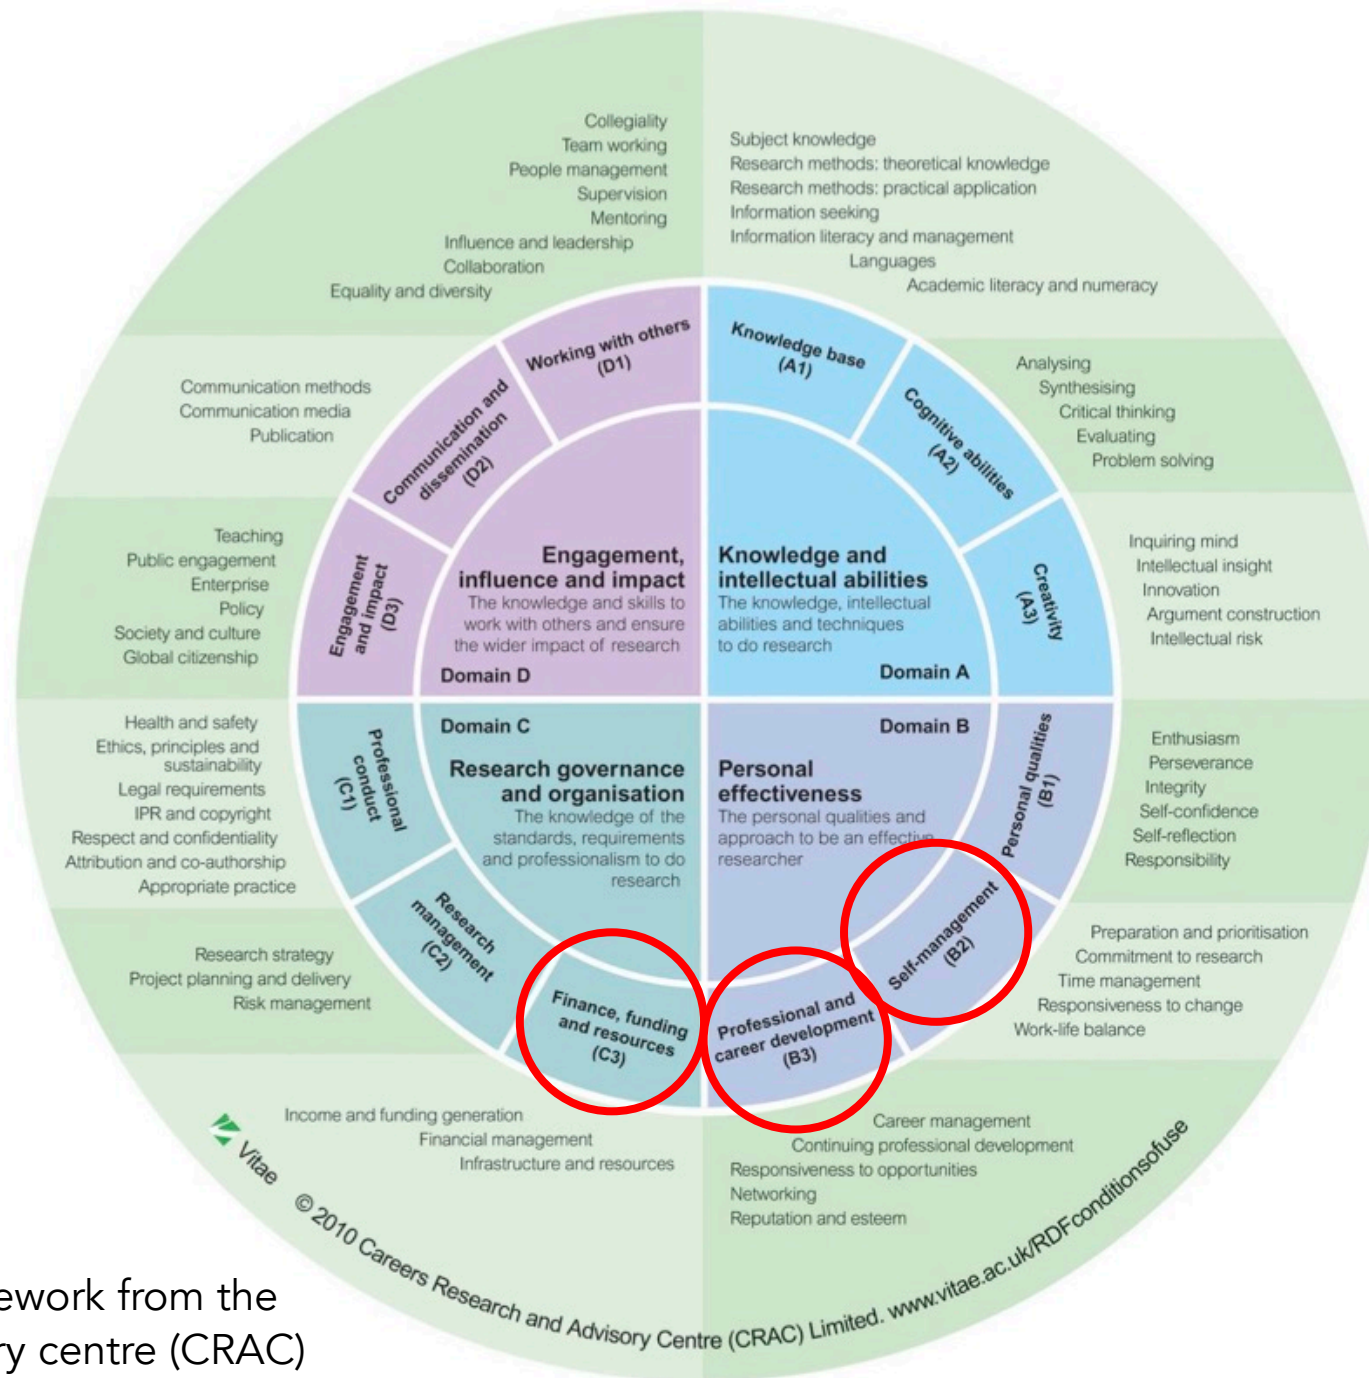 Collegiality
Team working
People management
Supervision
Mentoring
Influence and leadership
Collaboration
Equality and diversity
Subject knowledge
Research methods: theoretical knowledge
Research methods: practical application
Information seeking
Information literacy and management
Languages
Academic literacy and numeracy
Working with others
(D1)
Knowledge base
(A1)
Communication methods
Communication media
Publication
Communication and
dissemination
(D2)
Cognitive abilities
(A2)
Analysing
Synthesising
Critical thinking
Evaluating
Problem solving
Teaching
Public engagement
Enterprise
Policy
Society and culture
Global citizenship
Engagement
and impact
(D3)
Engagement,
influence and impact
The knowledge and skills to
work with others and ensure
the wider impact of research
Domain D
Knowledge and
intellectual abilities
The knowledge, intellectual
abilities and techniques
to do research
Domain A
Creativity
(A3)
Inquiring mind
Intellectual insight
Innovation
Argument construction
Intellectual risk
Health and safety
Ethics, principles and
sustainability
Legal requirements
IPR and copyright
Respect and confidentiality
Attribution and co-authorship
Appropriate practice
Professional
conduct
(C1)
Domain C
Research governance
and organisation
The knowledge of the
standards, requirements
and professionalism to do
research
Domain B
Personal
effectiveness
The personal qualities and
approach to be an effective
researcher
Personal qualities
(B1)
Enthusiasm
Perseverance
Integrity
Self-confidence
Self-reflection
Responsibility
Research strategy
Project planning and delivery
Risk management
Research
management
(C2)
Self-management
(B2)
Preparation and prioritisation
Commitment to research
Time management
Responsiveness to change
Work-life balance
Finance, funding
and resources
(C3)
Professional and
career development
(B3)
Income and funding generation
Financial management
Infrastructure and resources
Career management
Continuing professional development
Responsiveness to opportunities
Networking
Reputation and esteem
Vitae © 2010 Careers Research and Advisory Centre (CRAC) Limited. www.vitae.ac.uk/RDFconditionsofuse
from the
centre (CRAC)